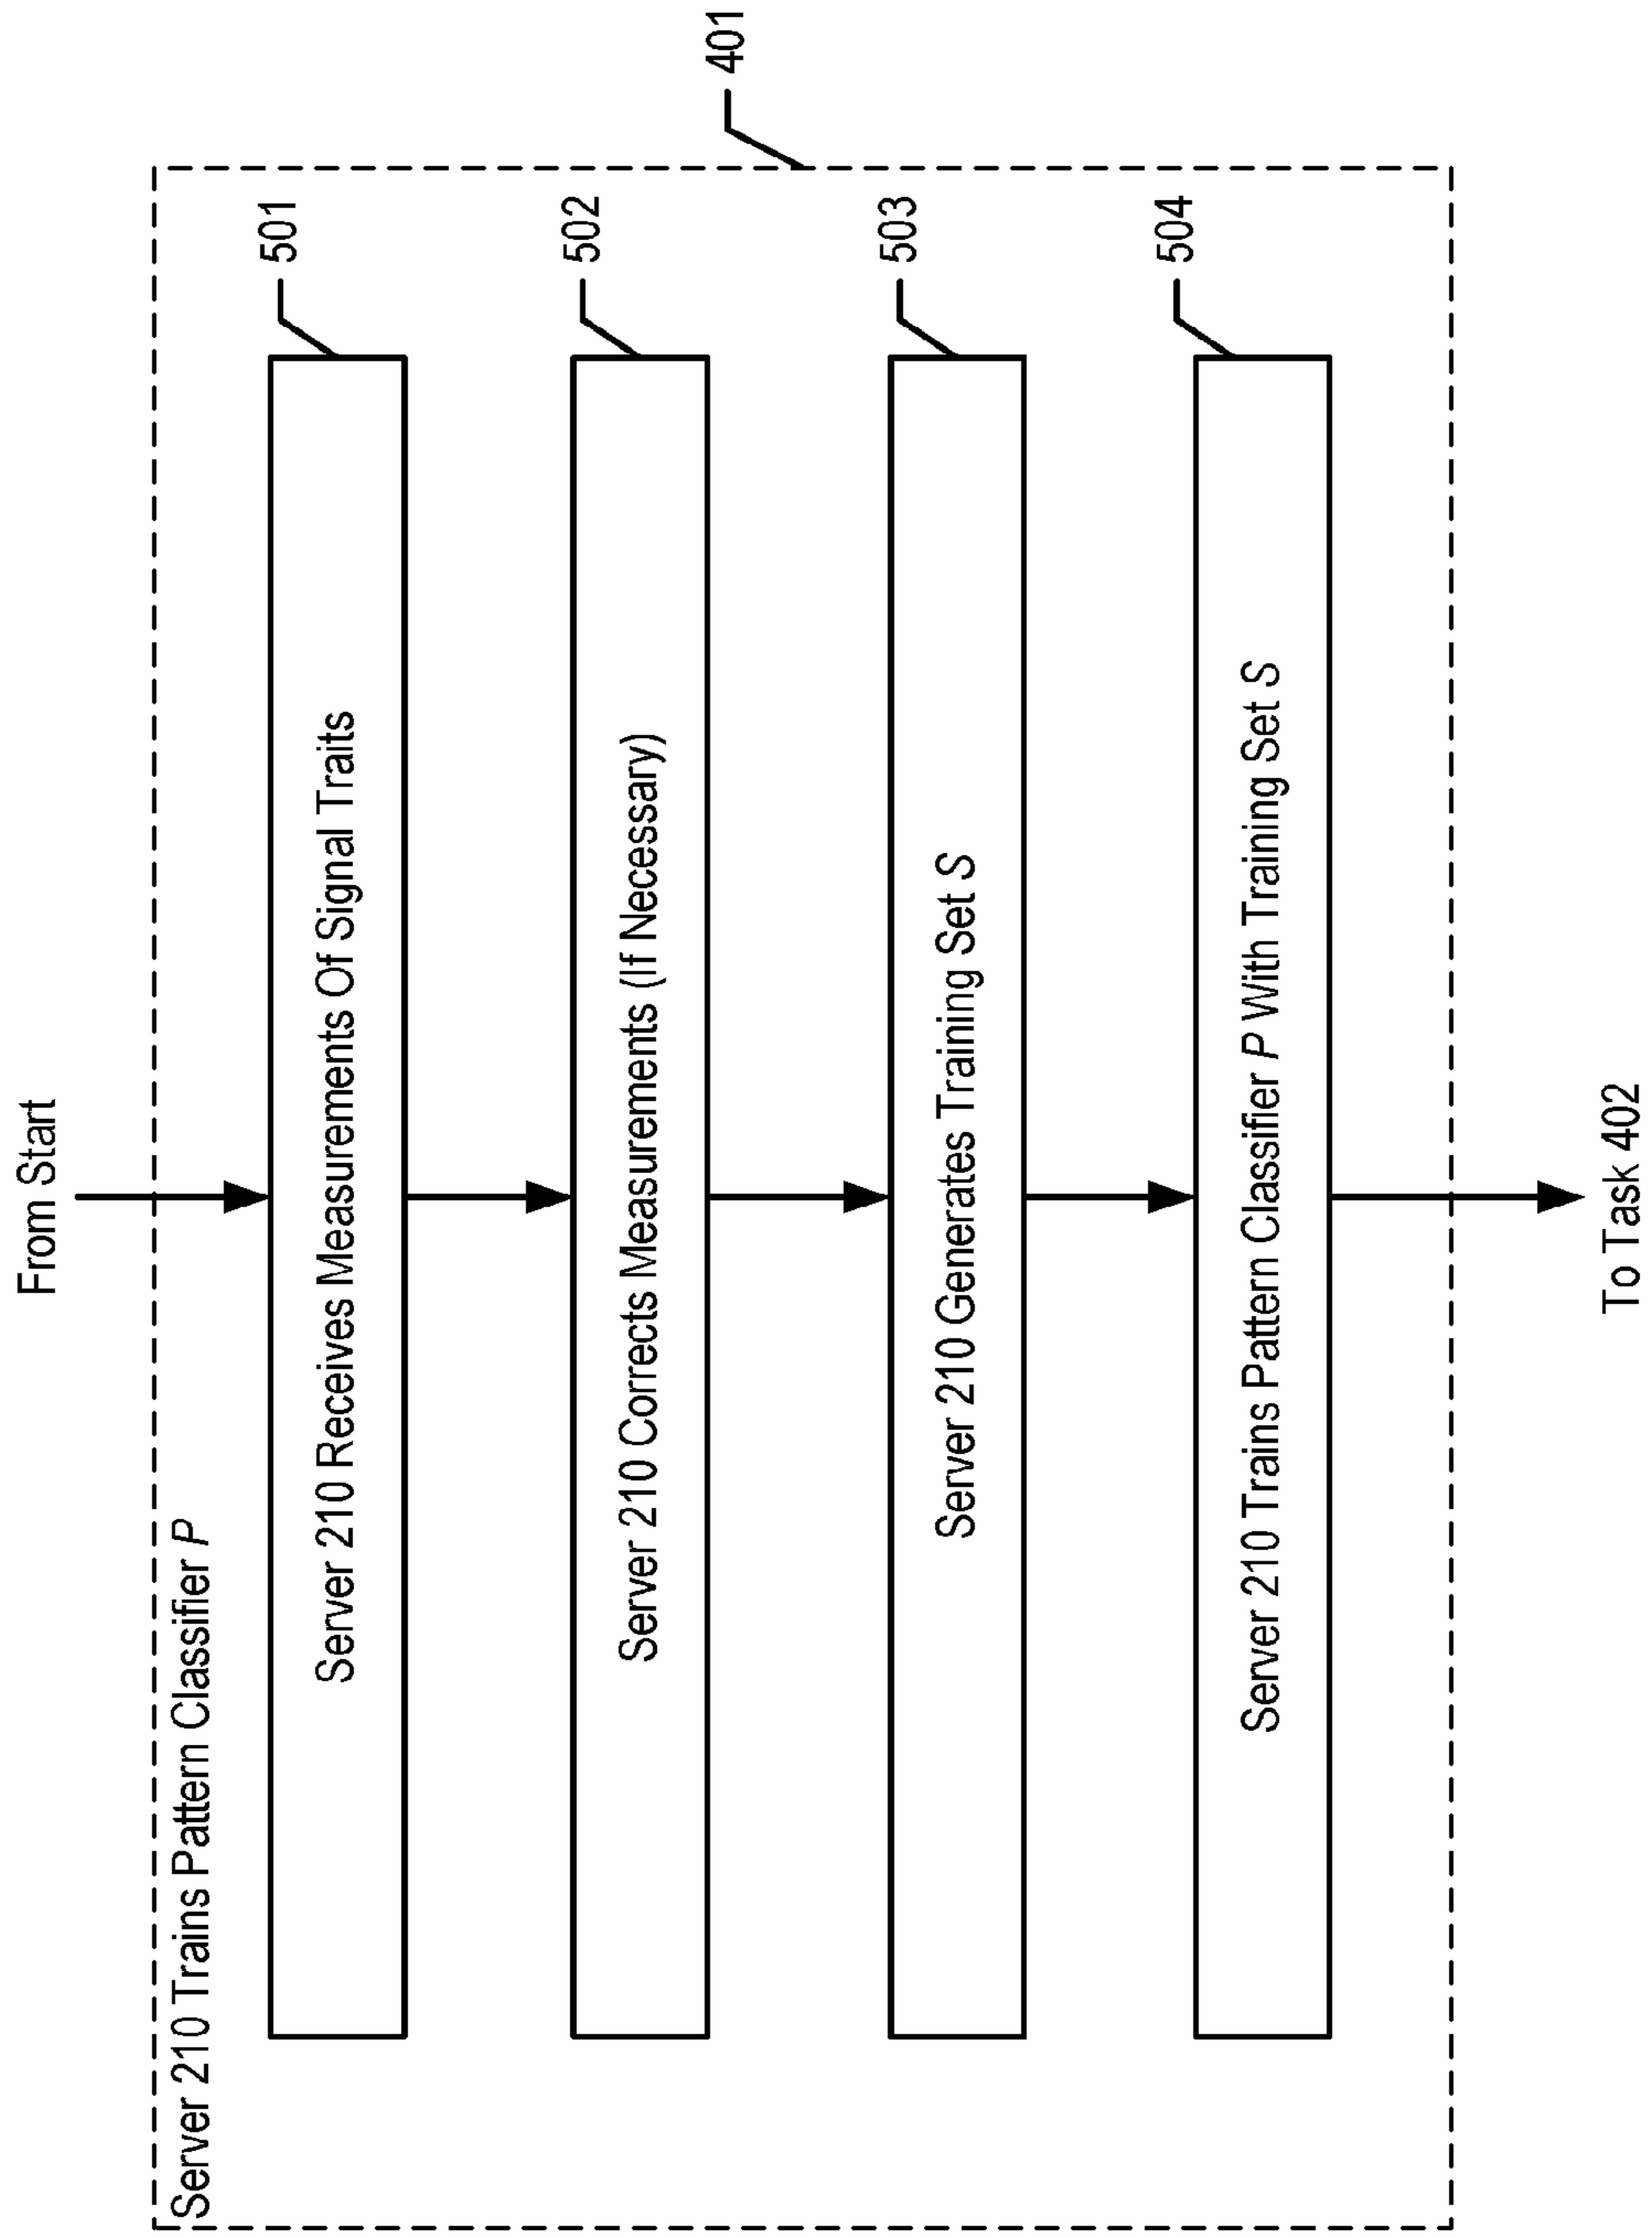 From Start
Server 210 Trains Pattern Classifier P
401
501
Server 210 Receives Measurements Of Signal Traits
502
Server 210 Corrects Measurements (If Necessary)
503
Server 210 Generates Training Set S
504
Server 210 Trains Pattern Classifier P With Training Set S
To Task 402